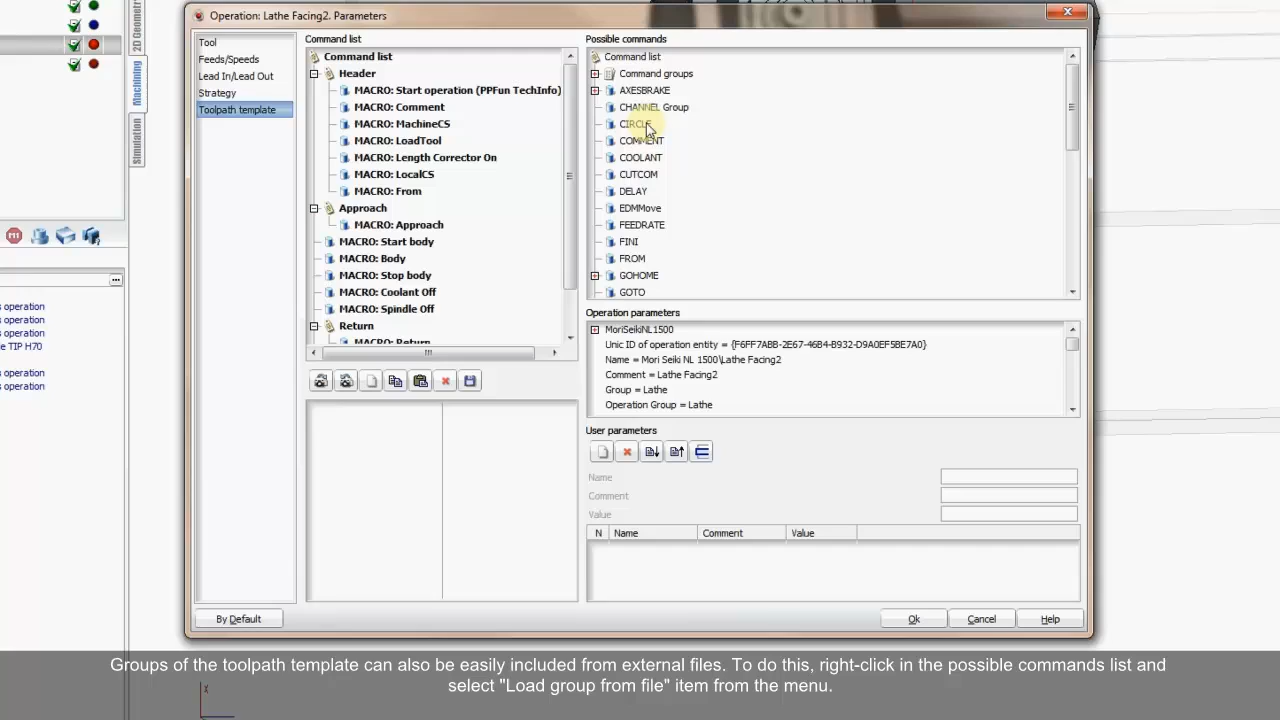 Operation: Lathe Facing2. Parameters
2D Geometry
Machining
Simulation
Tool
Feeds/Speeds
Lead In/Lead Out
Strategy
Toolpath template
Command list
Command list
Header
MACRO: Start operation (PPFun TechInfo)
MACRO: Comment
MACRO: MachineCS
MACRO: LoadTool
MACRO: Length Corrector On
MACRO: LocalCS
MACRO: From
Approach
MACRO: Approach
MACRO: Start body
MACRO: Body
MACRO: Stop body
MACRO: Coolant Off
MACRO: Spindle Off
Return
MACRO: Return
Possible commands
Command list
Command groups
AXESBRAKE
CHANNEL Group
CIRCLE
COMMENT
COOLANT
CUTCOM
DELAY
EDMMove
FEEDRATE
FINI
FROM
GOHOME
GOTO
Operation parameters
MoriSeikiNL1500
Unic ID of operation entity = {F6FF7ABB-2E67-46B4-B932-D9A0EF5BE7A0}
Name = Mori Seiki NL 1500\Lathe Facing2
Comment = Lathe Facing2
Group = Lathe
Operation Group = Lathe
User parameters
Name
Comment
Value
N Name Comment Value
s operation
s operation
s operation
e TIP H70
s operation
s operation
By Default
Ok
Cancel
Help
Groups of the toolpath template can also be easily included from external files. To do this, right-click in the possible commands list and
select "Load group from file" item from the menu.